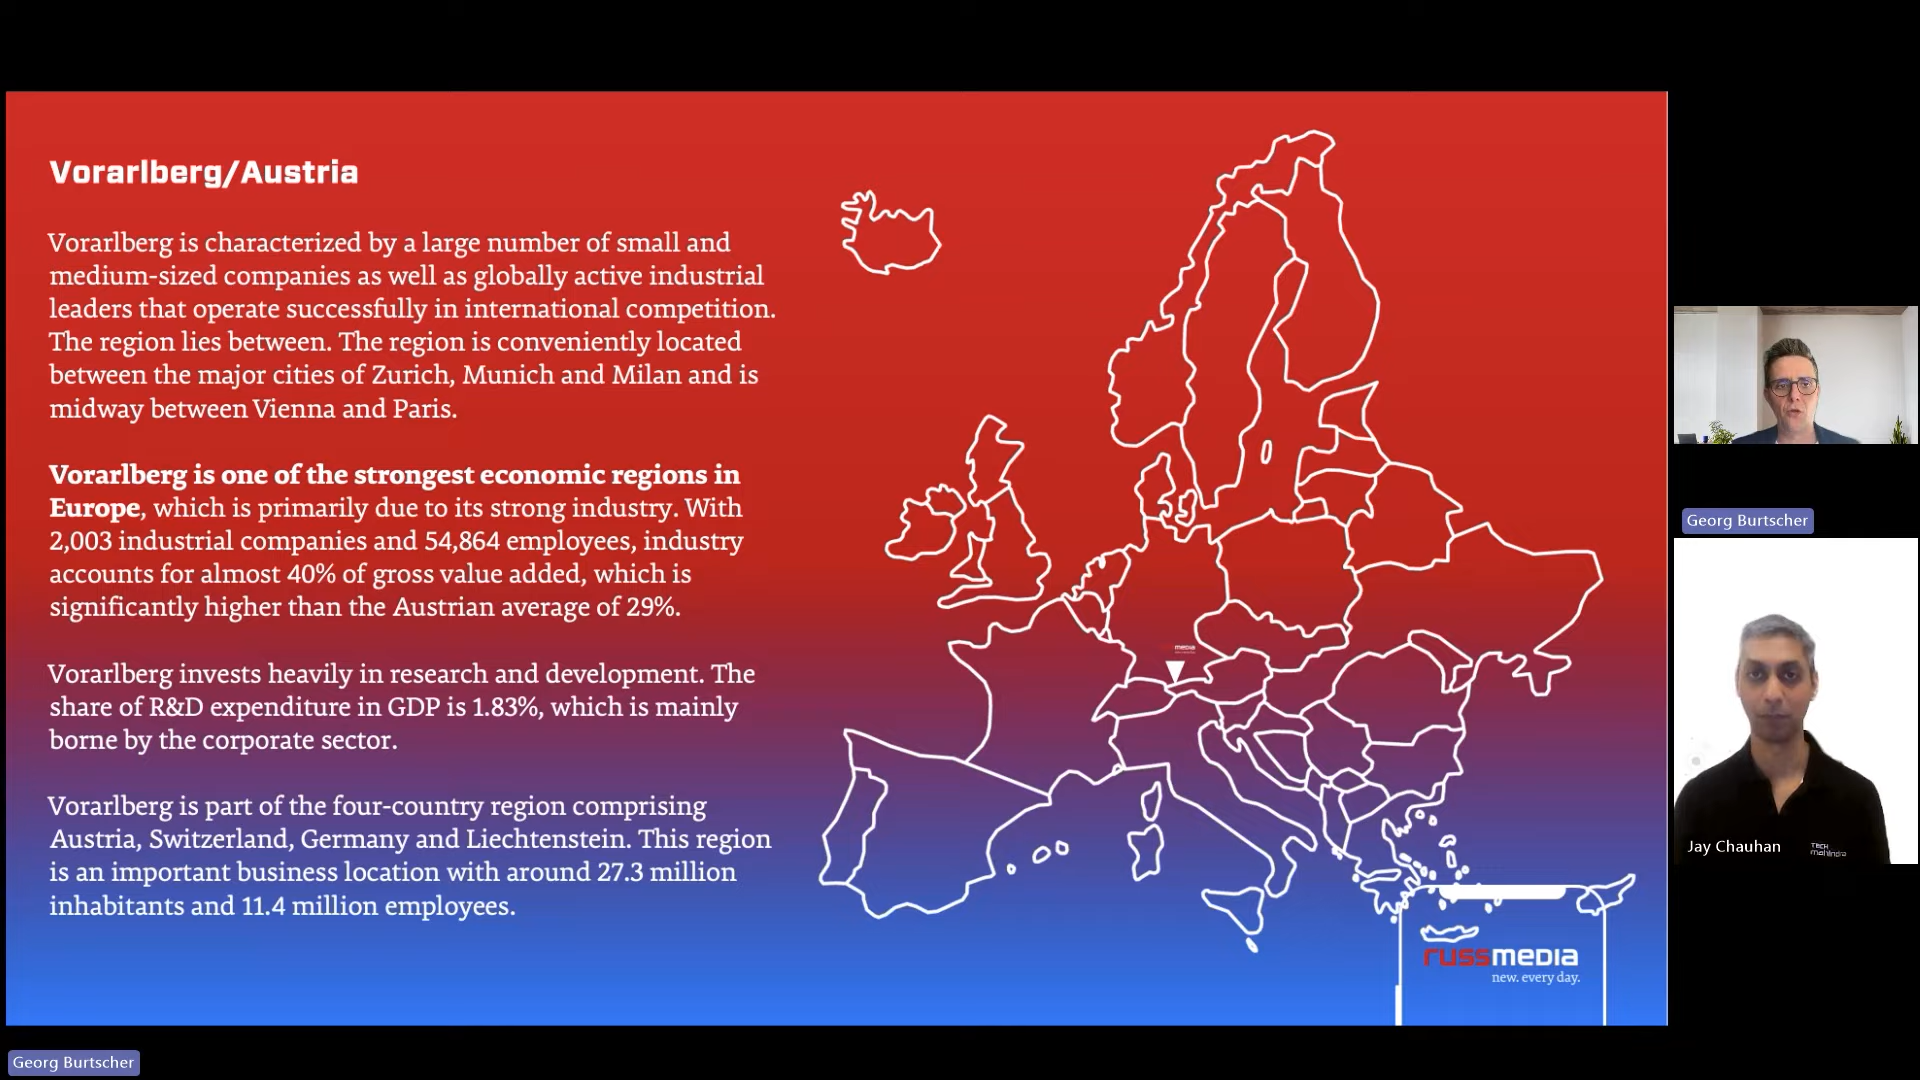 Vorarlberg/Austria
Vorarlberg is characterized by a large number of small and
medium-sized companies as well as globally active industrial
leaders that operate successfully in international competition.
The region lies between. The region is conveniently located
between the major cities of Zurich, Munich and Milan and is
midway between Vienna and Paris.
Vorarlberg is one of the strongest economic regions in
Europe, which is primarily due to its strong industry. With
2,003 industrial companies and 54,864 employees, industry
accounts for almost 40% of gross value added, which is
significantly higher than the Austrian average of 29%.
Vorarlberg invests heavily in research and development. The
share of R&D expenditure in GDP is 1.83%, which is mainly
borne by the corporate sector.
Vorarlberg is part of the four-country region comprising
Austria, Switzerland, Germany and Liechtenstein. This region
is an important business location with around 27.3 million
inhabitants and 11.4 million employees.
russmedia
new. every day.
Georg Burtscher
Jay Chauhan
TECH
mahindra
Georg Burtscher